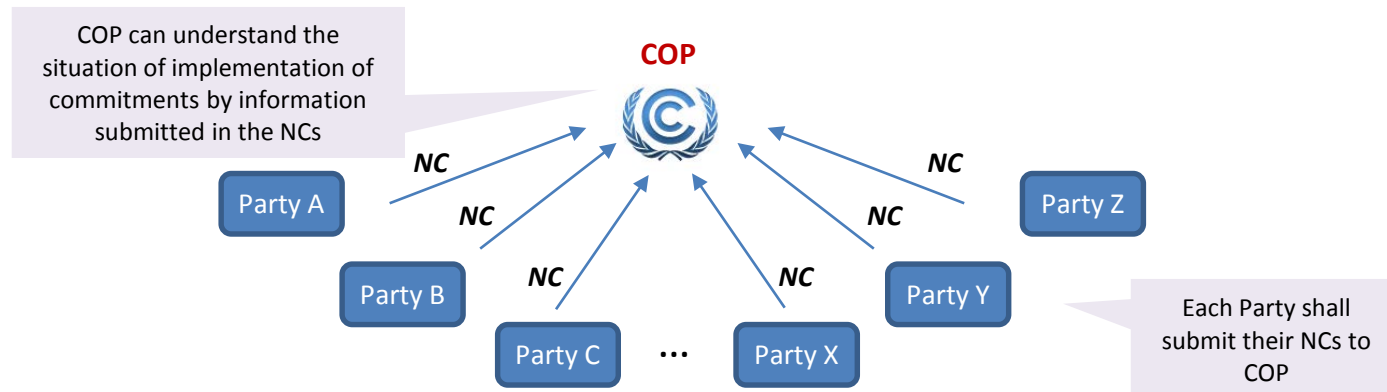 COP can understand the
situation of implementation of
commitments by information
submitted in the NCs
COP
NC
NC
NC
NC
NC
NC
Party A
Party B
Party C
...
Party X
Party Y
Party Z
Each Party shall
submit their NCs to
COP